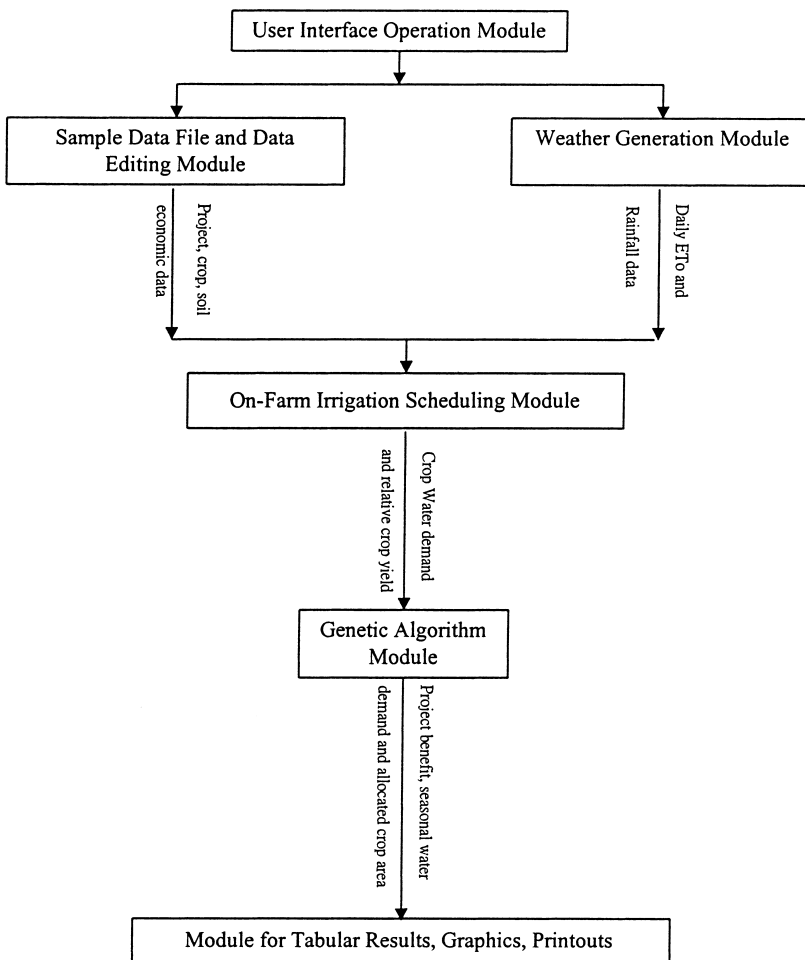 User Interface Operation Module
Sample Data File and Data
Editing Module
Weather Generation Module
Project, crop, soil
economic data
Daily ETo and
Rainfall data
On-Farm Irrigation Scheduling Module
Crop Water demand
and relative crop yield
Genetic Algorithm
Module
Project benefit, seasonal water
demand and allocated crop area
Module for Tabular Results, Graphics, Printouts